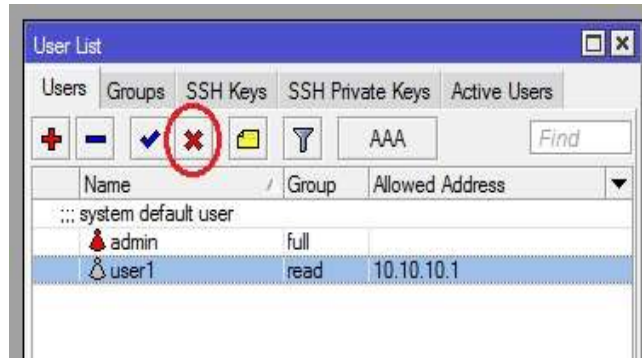 User List
Users Groups SSH Keys SSH Private Keys Active Users
AAA Find
Name Group Allowed Address
;;; system default user
admin full
user1 read 10.10.10.1